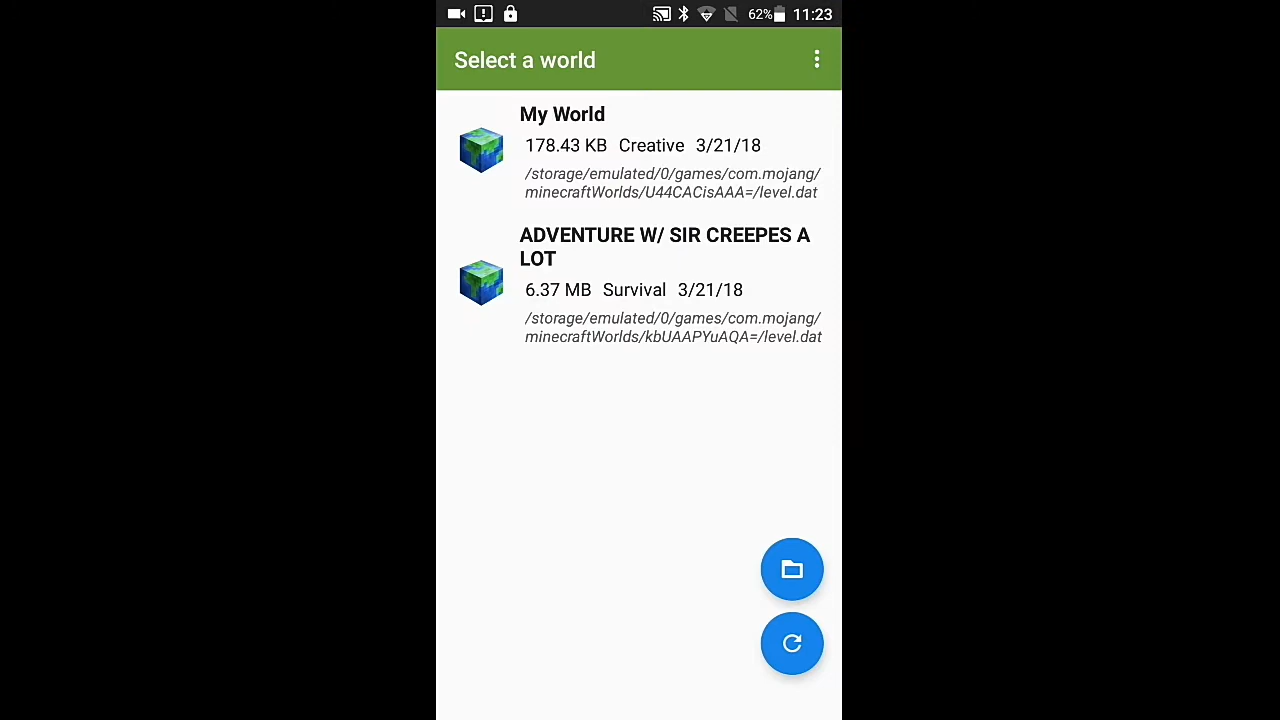 62% 11:23
Select a world
My World
178.43 KB Creative 3/21/18
/storage/emulated/0/games/com.mojang/
minecraftWorlds/U44CACisAAA=/level.dat
ADVENTURE W/ SIR CREEPES A
LOT
6.37 MB Survival 3/21/18
/storage/emulated/0/games/com.mojang/
minecraftWorlds/kbUAAPYuAQA=/level.dat